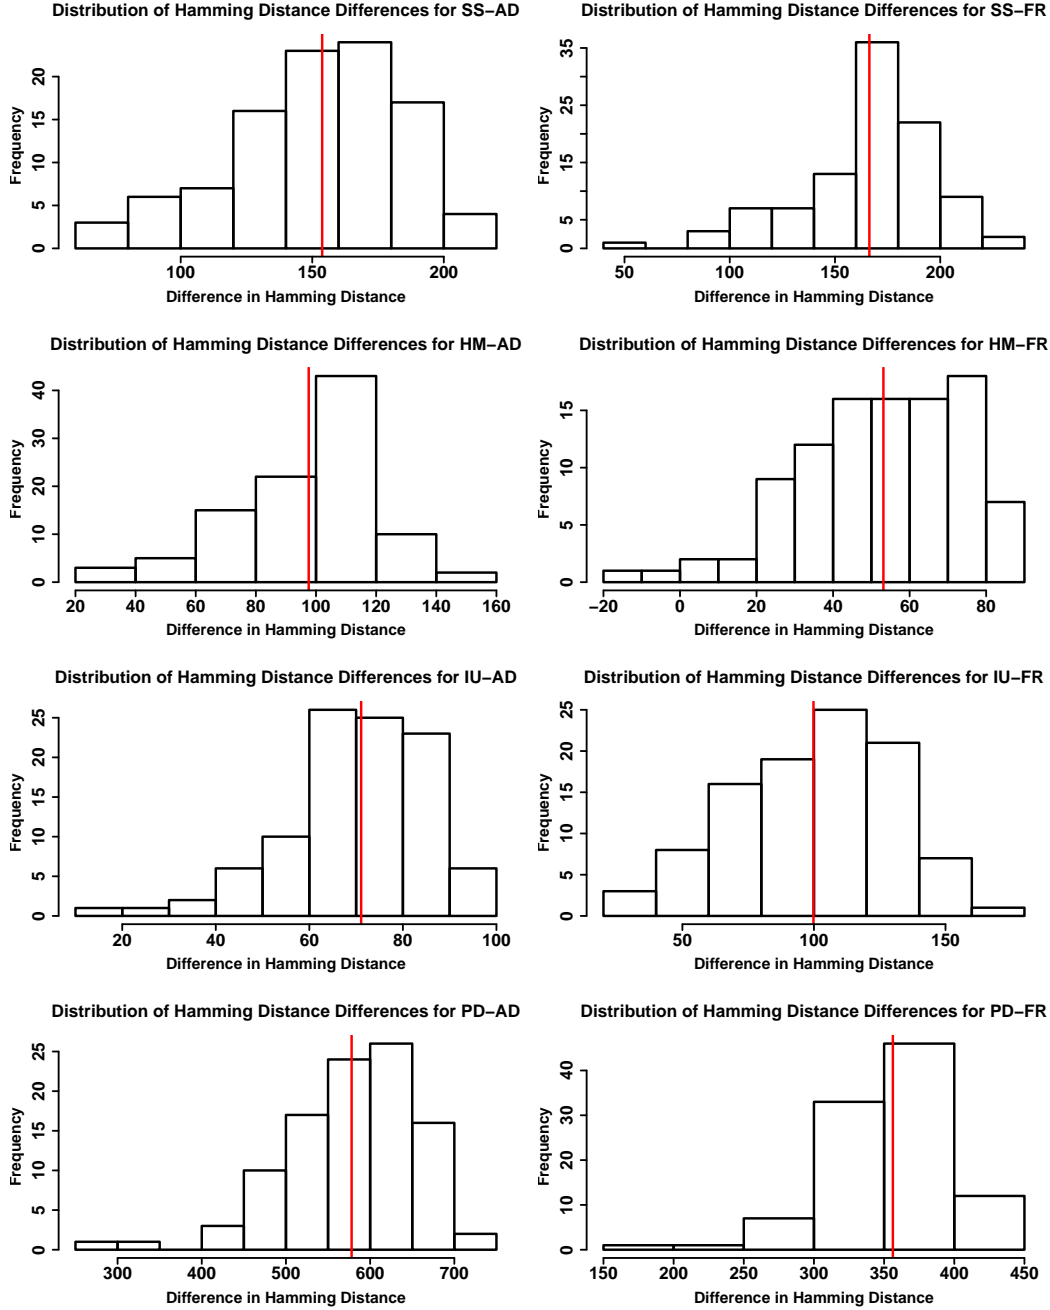 Distribution of Hamming Distance Differences for SS−AD
Frequency
0 5 10 15 20
100 150 200
Difference in Hamming Distance
Distribution of Hamming Distance Differences for SS−FR
Frequency
0 5 15 25 35
50 100 150 200
Difference in Hamming Distance
Distribution of Hamming Distance Differences for HM−AD
Frequency
0 10 20 30 40
20 40 60 80 100 120 140 160
Difference in Hamming Distance
Distribution of Hamming Distance Differences for HM−FR
Frequency
0 5 10 15
−20 0 20 40 60 80
Difference in Hamming Distance
Distribution of Hamming Distance Differences for IU−AD
Frequency
0 5 10 15 20 25
20 40 60 80 100
Difference in Hamming Distance
Distribution of Hamming Distance Differences for IU−FR
Frequency
0 5 10 15 20 25
50 100 150
Difference in Hamming Distance
Distribution of Hamming Distance Differences for PD−AD
Frequency
0 5 10 15 20 25
300 400 500 600 700
Difference in Hamming Distance
Distribution of Hamming Distance Differences for PD−FR
Frequency
0 10 20 30 40
150 200 250 300 350 400 450
Difference in Hamming Distance